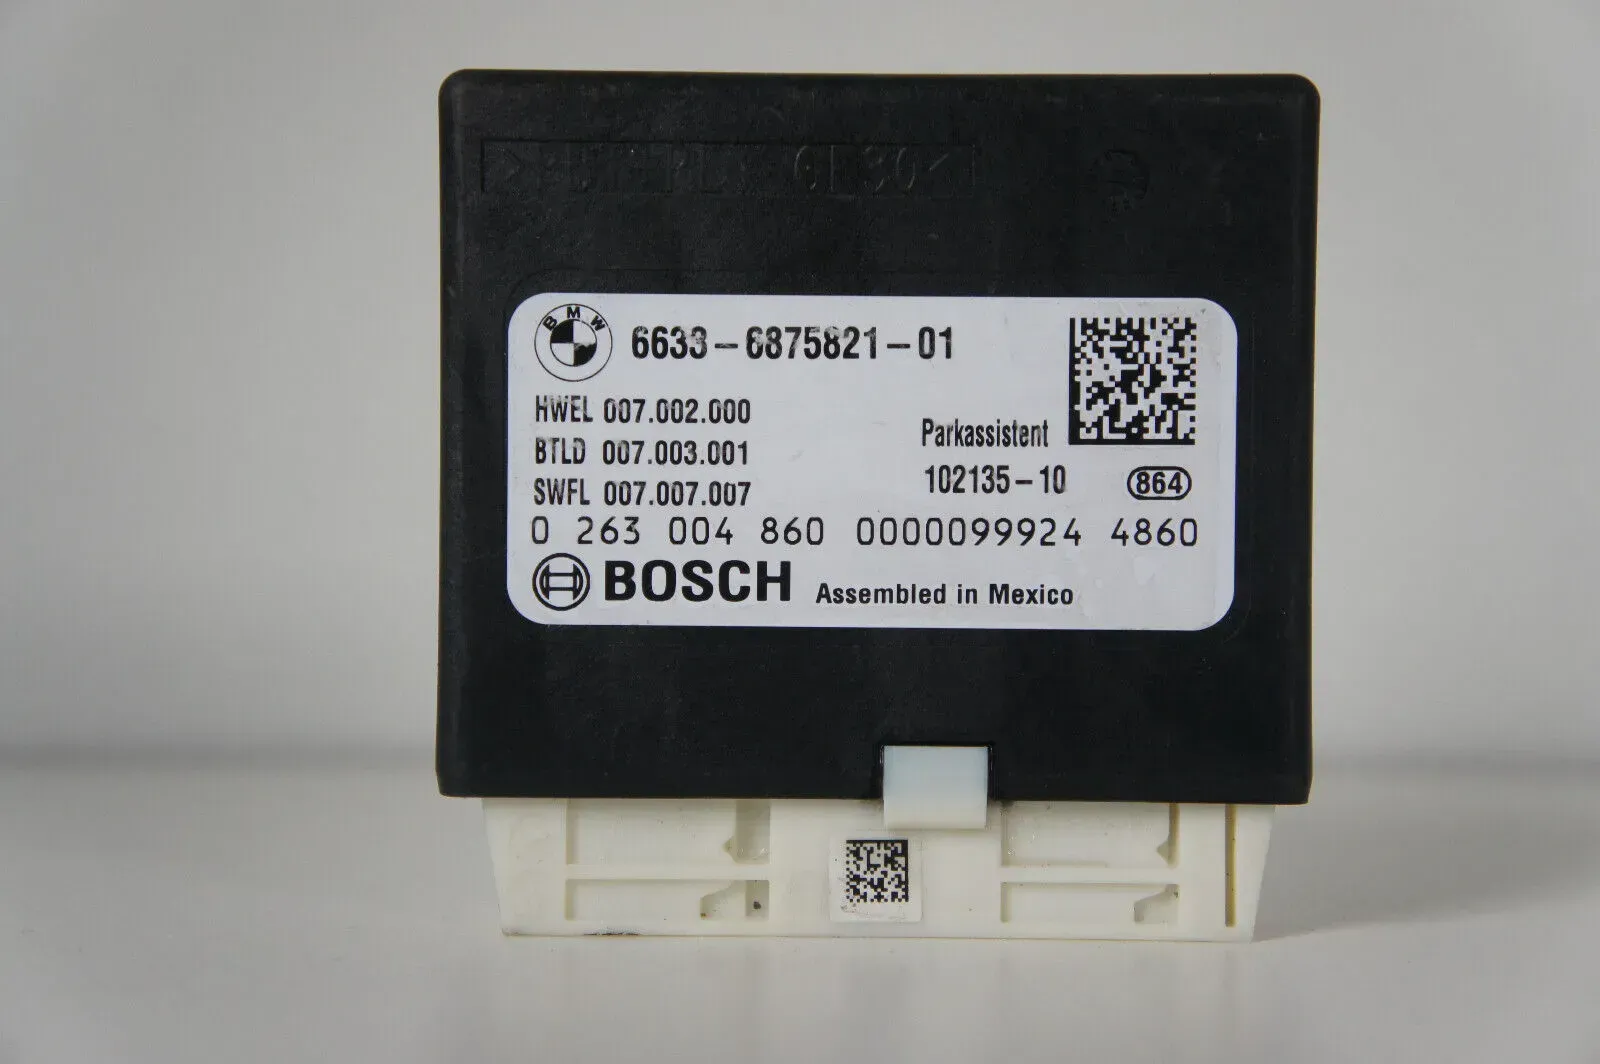 BMW
6633-6875821-01
HWEL 007.002.000
BTLD 007.003.001
SWFL 007.007.007
Parkassistent
102135-10
864
0 263 004 860 0000099924 4860
BOSCH Assembled in Mexico